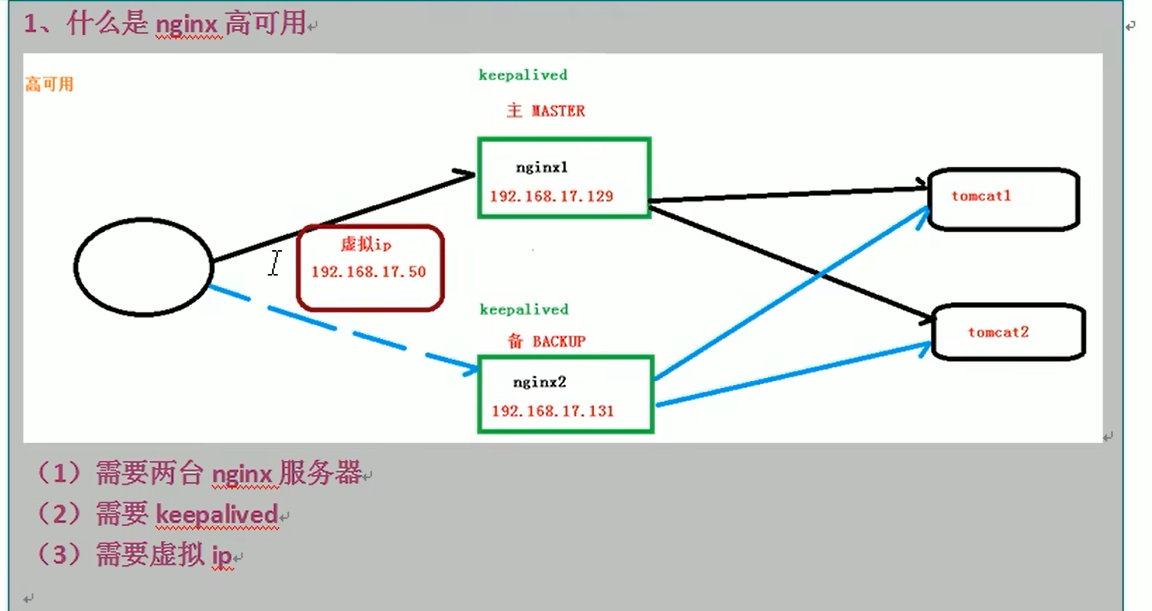 1、什么是 nginx 高可用
高可用
keepalived
主 MASTER
nginx1
192.168.17.129
虚拟ip
192.168.17.50
keepalived
备 BACKUP
nginx2
192.168.17.131
tomcat1
tomcat2
（1）需要两台 nginx 服务器
（2）需要 keepalived
（3）需要虚拟 ip